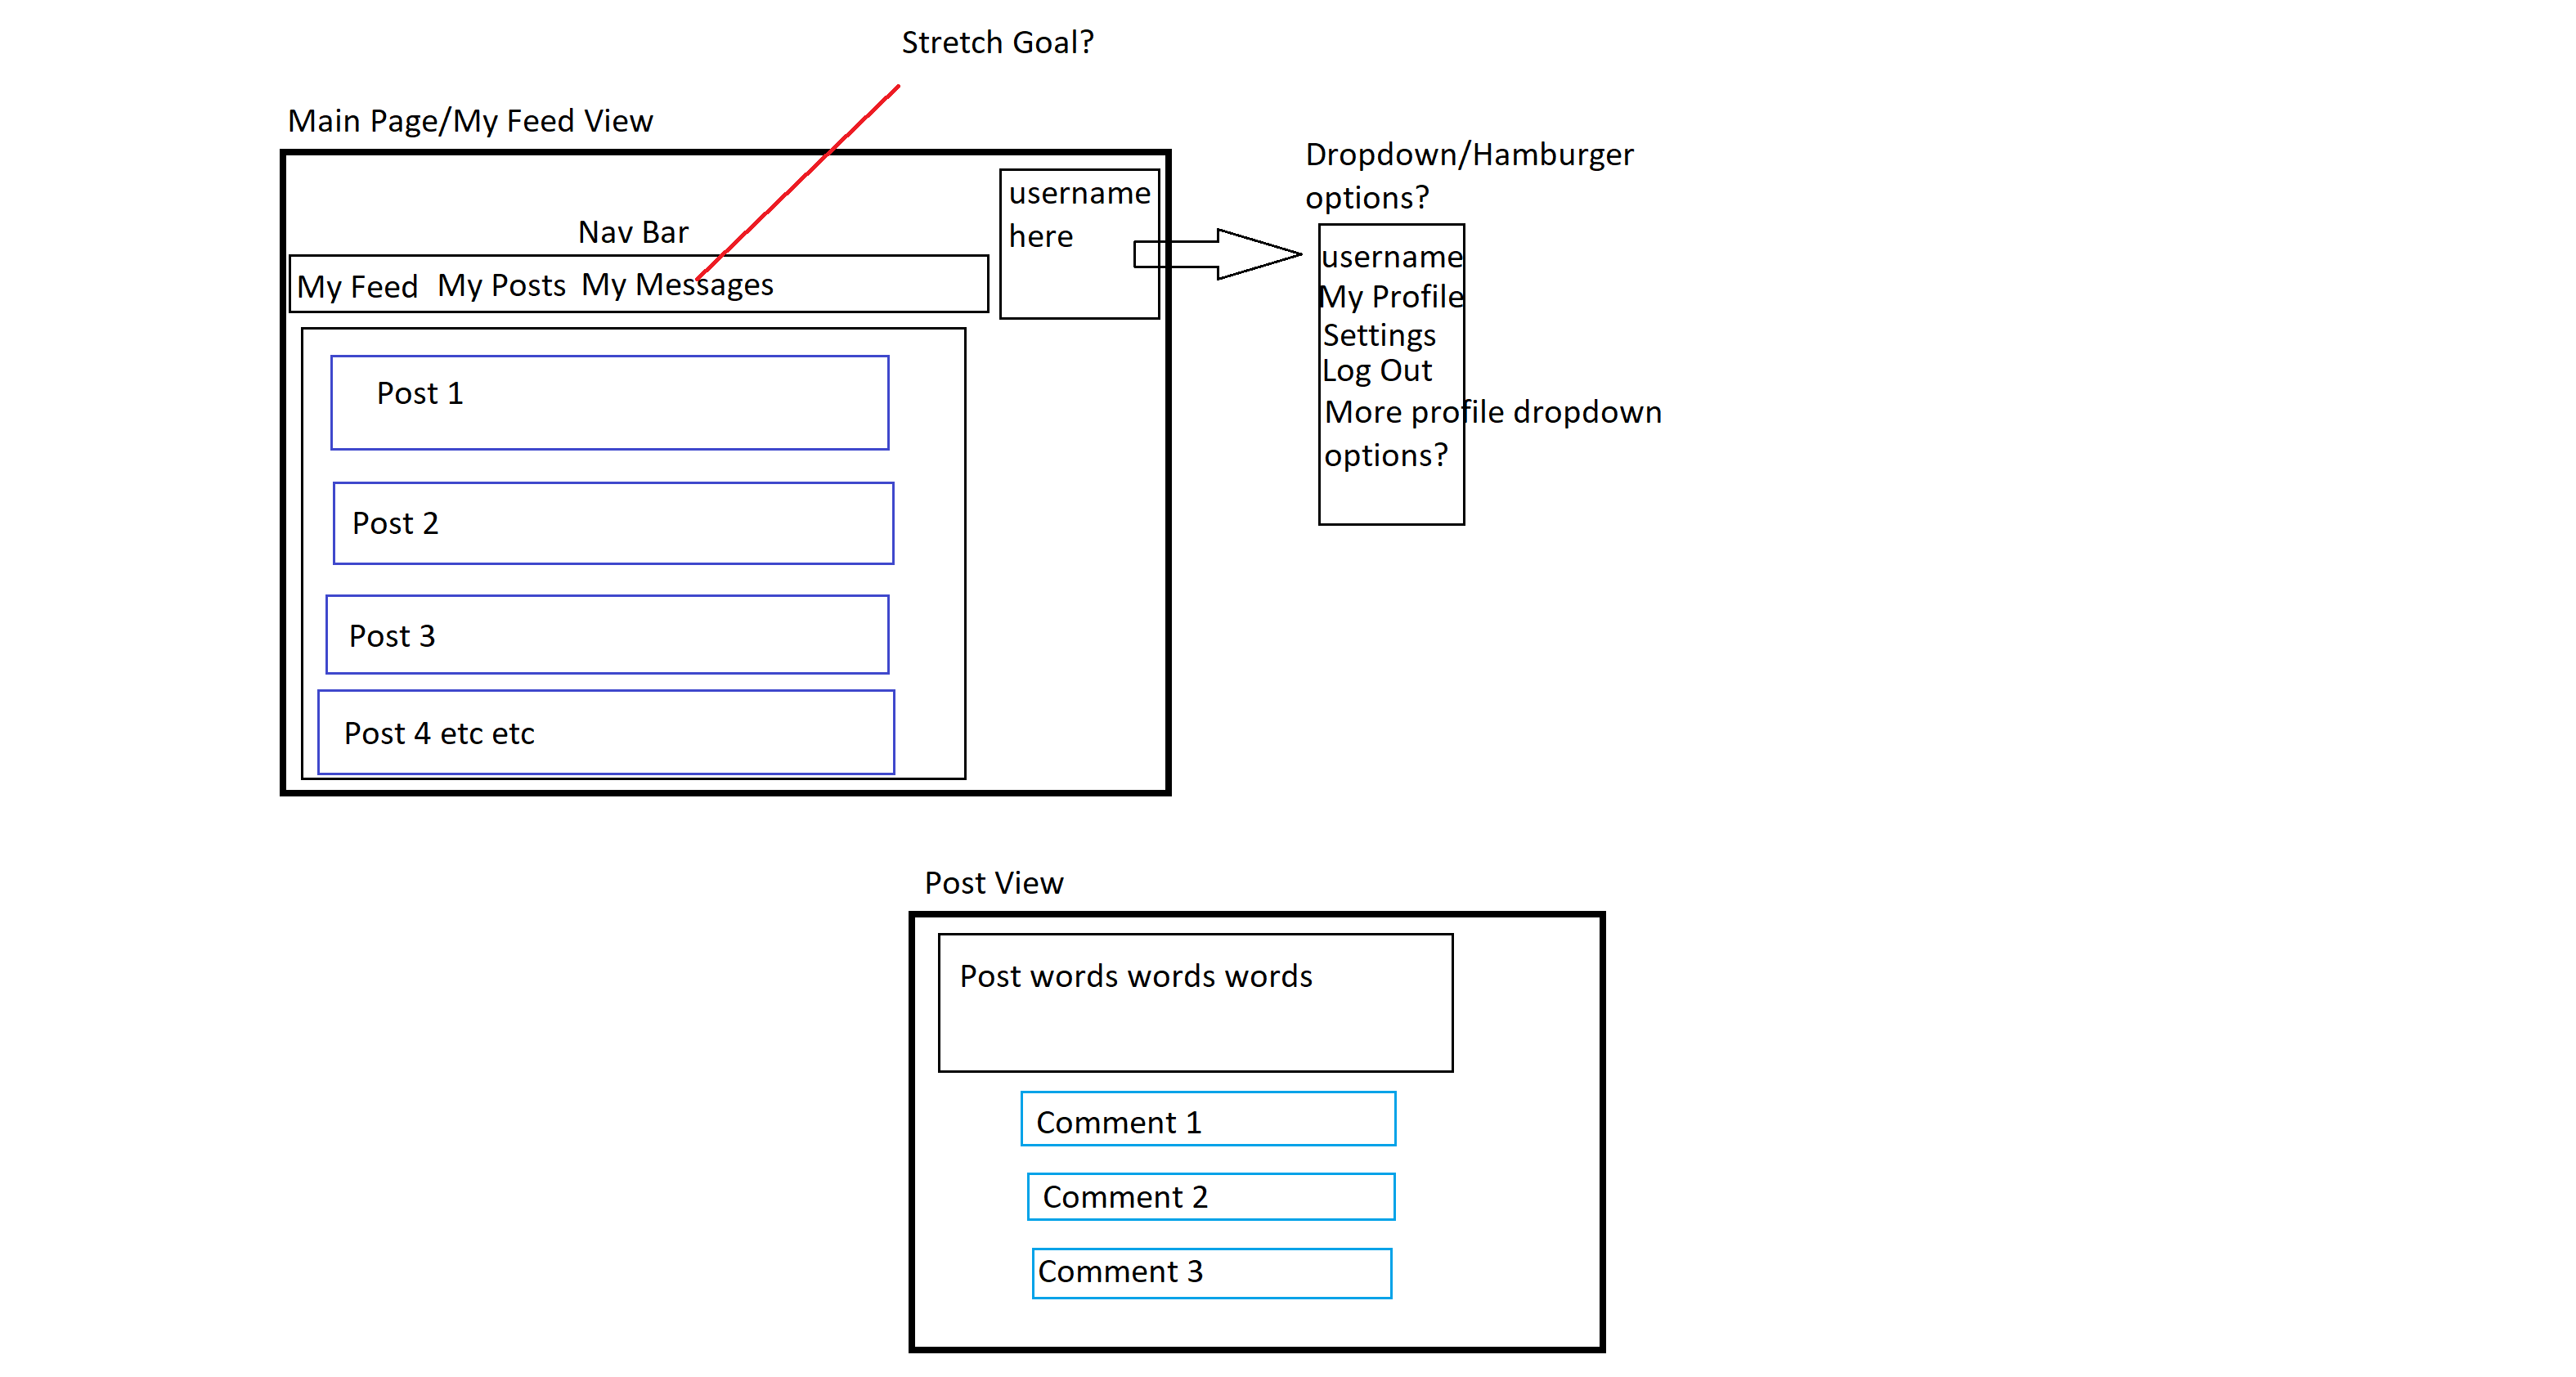 Stretch Goal?
Main Page/My Feed View
Nav Bar
My Feed My Posts My Messages
username
here
Dropdown/Hamburger
options?
username
My Profile
Settings
Log Out
More profile dropdown
options?
Post 1
Post 2
Post 3
Post 4 etc etc
Post View
Post words words words
Comment 1
Comment 2
Comment 3